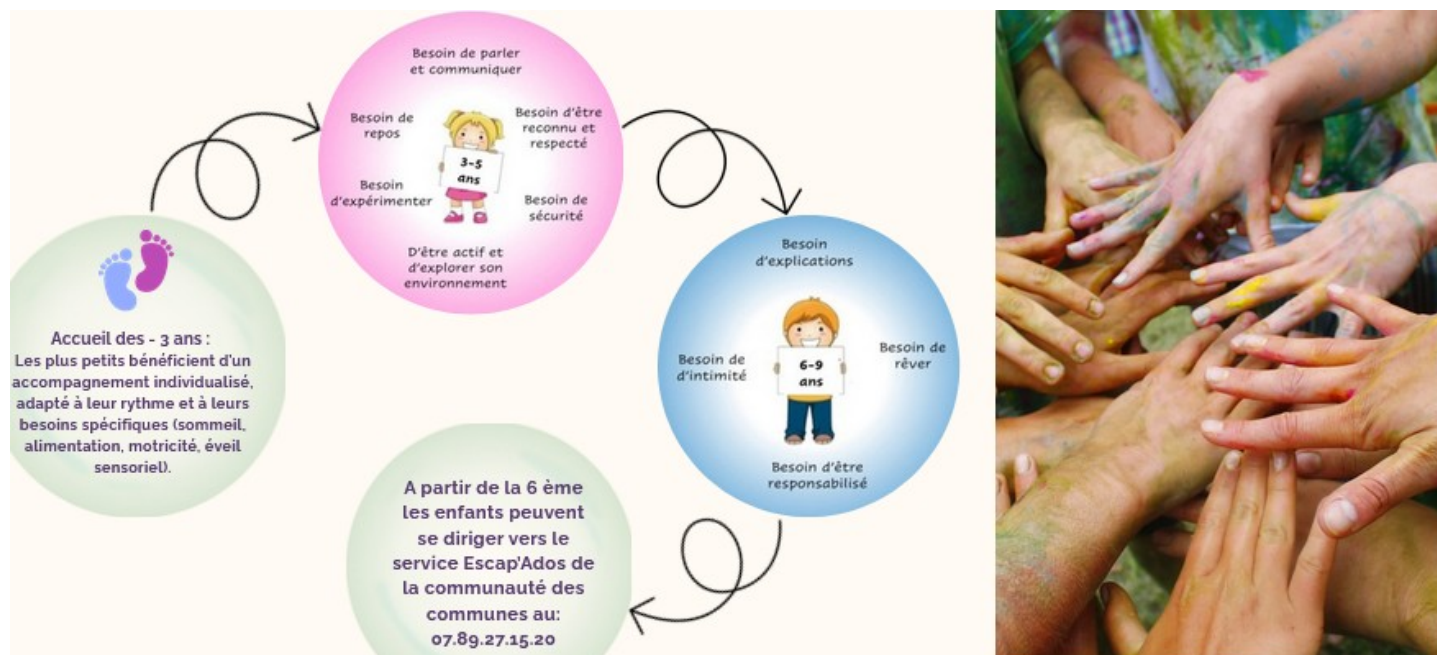 Accueil des - 3 ans :
Les plus petits bénéficient d'un
accompagnement individualisé,
adapté à leur rythme et à leurs
besoins spécifiques (sommeil,
alimentation, motricité, éveil
sensoriel).
Besoin de parler
et communiquer
Besoin de
repos
Besoin d'être
reconnu et
respecté
3-5
ans
Besoin
d'expérimenter
Besoin de
sécurité
D'être actif et
d'explorer son
environnement
Besoin
d'explications
Besoin de
d'intimité
6-9
ans
Besoin de
rêver
Besoin d'être
responsabilisé
A partir de la 6 ème
les enfants peuvent
se diriger vers le
service Escap'Ados de
la communauté des
communes au:
07.89.27.15.20